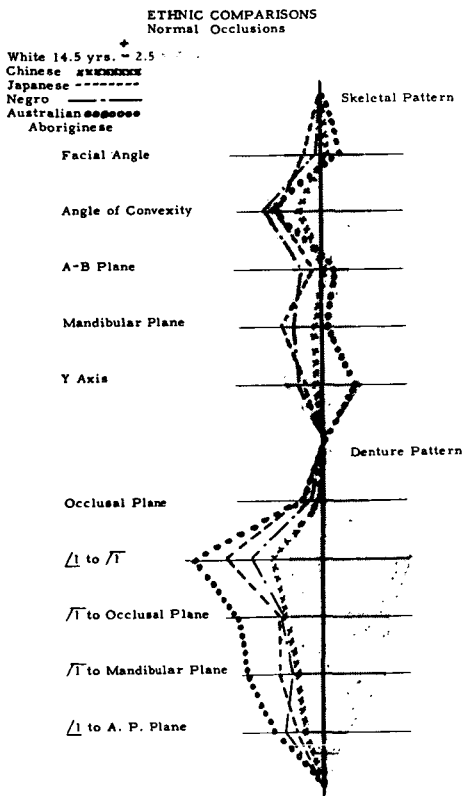 ETHNIC COMPARISONS
Normal Occlusions
White 14.5 yrs. ± 2.5
Chinese xxxxxxxx
Japanese ---------
Negro — - — - —
Australian ●●●●●●●
Aboriginese
Skeletal Pattern
Facial Angle
Angle of Convexity
A-B Plane
Mandibular Plane
Y Axis
Denture Pattern
Occlusal Plane
/1 to /1
/1 to Occlusal Plane
/1 to Mandibular Plane
/1 to A. P. Plane